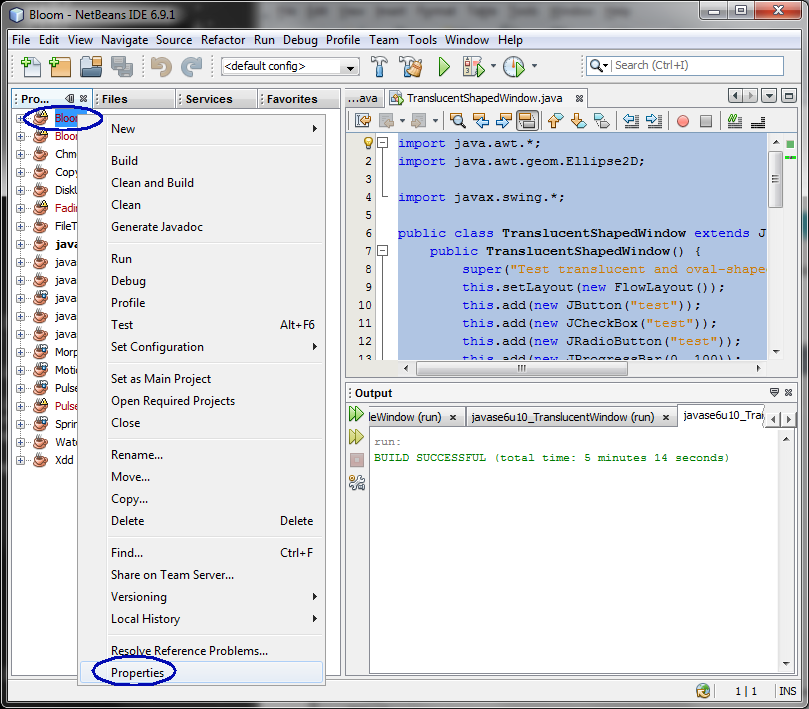 Bloom - NetBeans IDE 6.9.1
File Edit View Navigate Source Refactor Run Debug Profile Team Tools Window Help
<default config>
Search (Ctrl+I)
Pro...
Files
Services
Favorites
Bloo
Bloo
Chm
Copy
DiskU
Fadin
FileT
java
java
java
java
java
java
Morp
Motio
Pulse
Pulse
Sprin
Wate
Xdd
New
Build
Clean and Build
Clean
Generate Javadoc
Run
Debug
Profile
Test Alt+F6
Set Configuration
Set as Main Project
Open Required Projects
Close
Rename...
Move...
Copy...
Delete Delete
Find... Ctrl+F
Share on Team Server...
Versioning
Local History
Resolve Reference Problems...
Properties
...ava
TranslucentShapedWindow.java
import java.awt.*;
2 import java.awt.geom.Ellipse2D;
3
4 import javax.swing.*;
5
6 public class TranslucentShapedWindow extends J
7 public TranslucentShapedWindow() {
8 super("Test translucent and oval-shape
9 this.setLayout(new FlowLayout());
10 this.add(new JButton("test"));
11 this.add(new JCheckBox("test"));
12 this.add(new JRadioButton("test"));
13 this.add(new JProgressBar(0, 100));
Output
leWindow (run)
javase6u10_TranslucentWindow (run)
javase6u10_Tra
run:
BUILD SUCCESSFUL (total time: 5 minutes 14 seconds)
1 | 1 INS